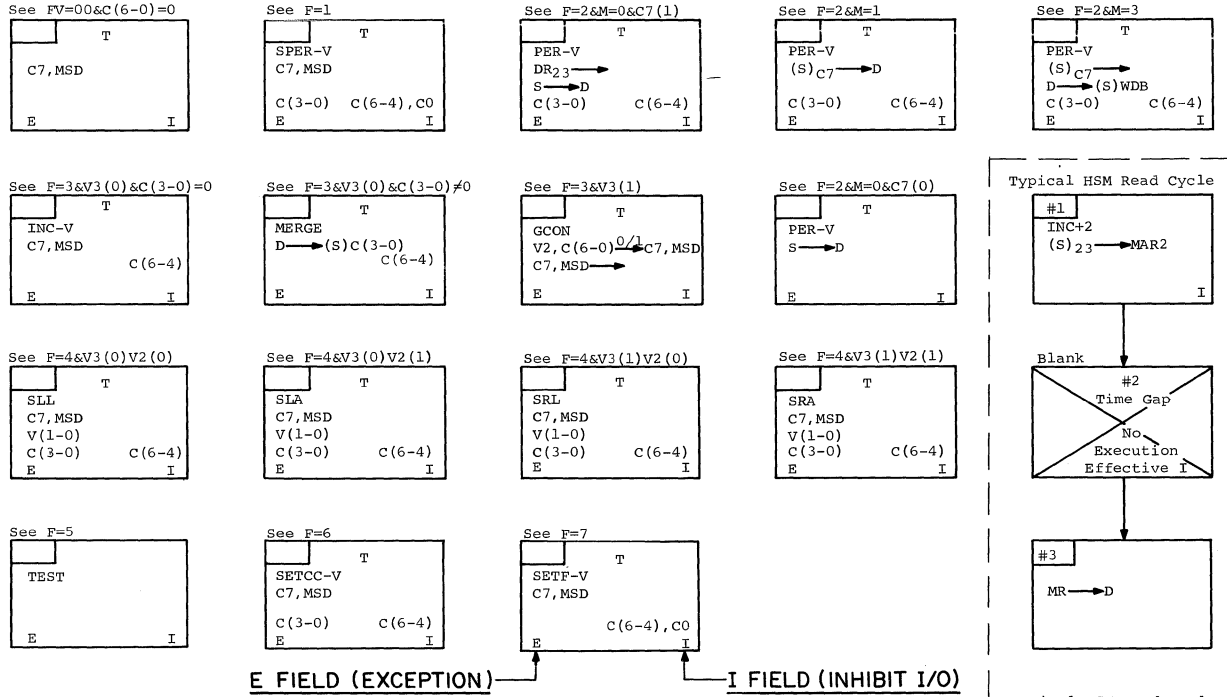 See FV=00&C(6-0)=0
T
C7,MSD
E I
See F=1
T
SPER-V
C7,MSD
C(3-0) C(6-4),C0
E I
See F=2&M=0&C7(1)
T
PER-V
DR23→
S→D
C(3-0) C(6-4)
E I
See F=2&M=1
T
PER-V
(S)C7→D
C(3-0) C(6-4)
E I
See F=2&M=3
T
PER-V
(S)C7→
D→(S)WDB
C(3-0) C(6-4)
E I
See F=3&V3(0)&C(3-0)=0
T
INC-V
C7,MSD
C(6-4)
E I
See F=3&V3(0)&C(3-0)≠0
T
MERGE
D→(S)C(3-0)
C(6-4)
E I
See F=3&V3(1)
T
GCON
V2,C(6-0) 0/1→C7,MSD
C7,MSD→
E I
See F=2&M=0&C7(0)
T
PER-V
S→D
E I
Typical HSM Read Cycle
#1
INC+2
(S)23→MAR2
I
See F=4&V3(0)V2(0)
T
SLL
C7,MSD
V(1-0)
C(3-0) C(6-4)
E I
See F=4&V3(0)V2(1)
T
SLA
C7,MSD
V(1-0)
C(3-0) C(6-4)
E I
See F=4&V3(1)V2(0)
T
SRL
C7,MSD
V(1-0)
C(3-0) C(6-4)
E I
See F=4&V3(1)V2(1)
T
SRA
C7,MSD
V(1-0)
C(3-0) C(6-4)
E I
Blank
#2
Time Gap
No
Execution
Effective I
See F=5
T
TEST
E I
See F=6
T
SETCC-V
C7,MSD
C(3-0) C(6-4)
E I
See F=7
T
SETF-V
C7,MSD
C(6-4),C0
E I
#3
MR→D
E FIELD (EXCEPTION)
I FIELD (INHIBIT I/O)